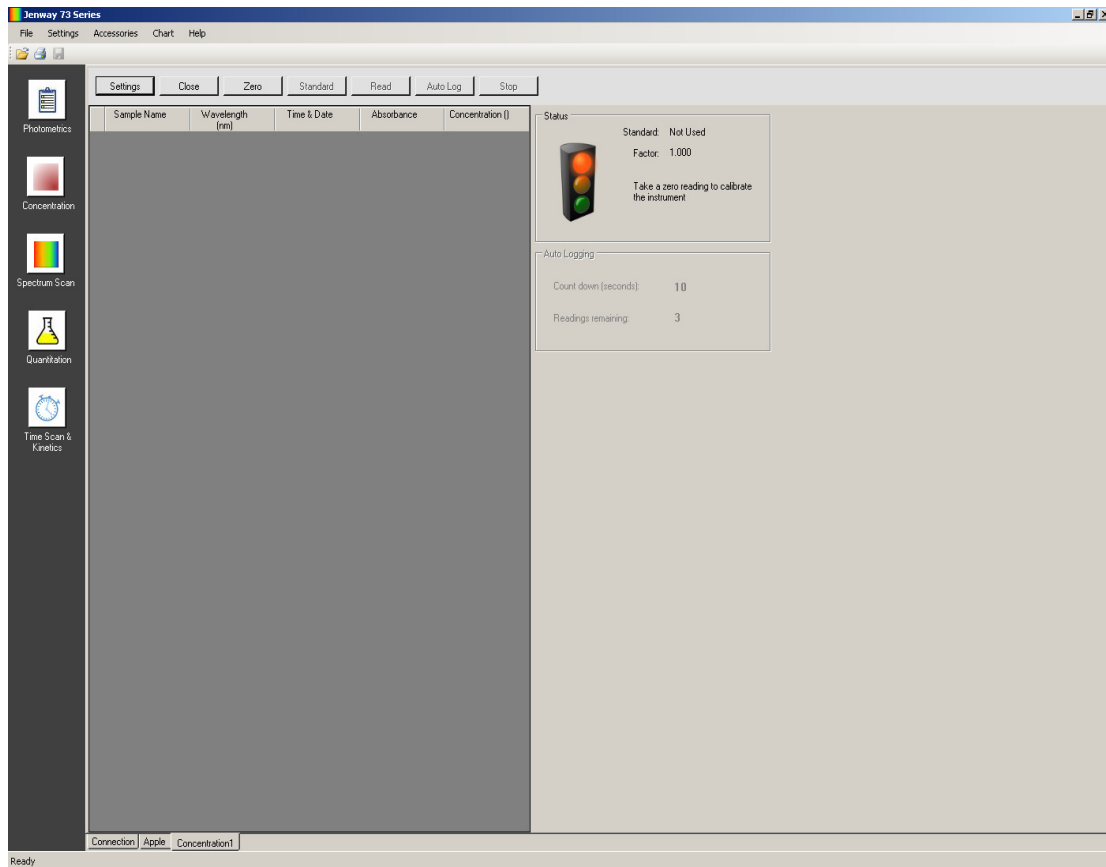 Jenway 73 Series
File Settings Accessories Chart Help
Settings Close Zero Standard Read Auto Log Stop
Photometrics
Concentration
Spectrum Scan
Quantitation
Time Scan &
Kinetics
Sample Name Wavelength Time & Date Absorbance Concentration ()
(nm)
Status
Standard: Not Used
Factor: 1.000
Take a zero reading to calibrate
the instrument
Auto Logging
Count down (seconds): 10
Readings remaining: 3
Connection Apple Concentration1
Ready